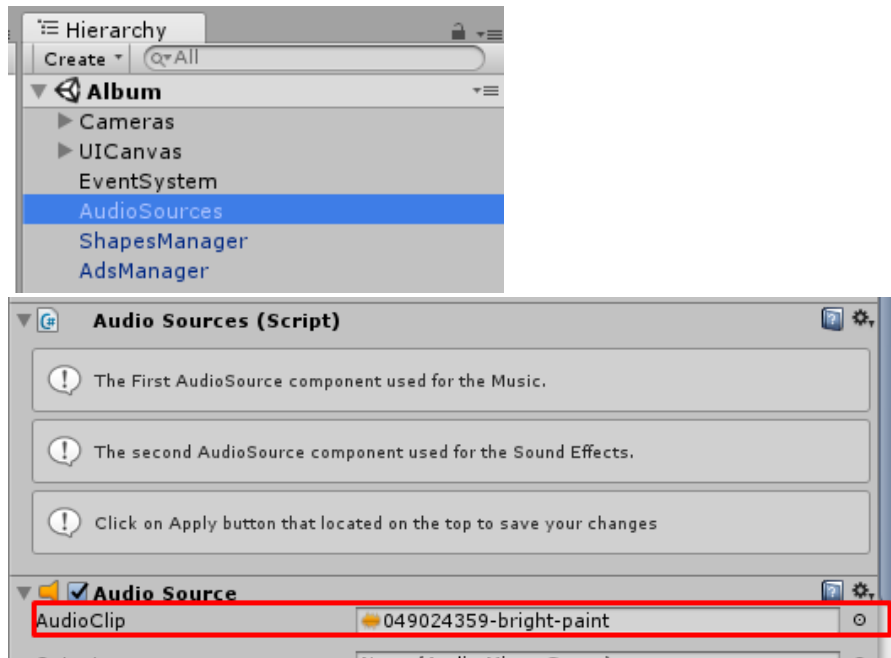 Hierarchy
Create All
Album
Cameras
UICanvas
EventSystem
AudioSources
ShapesManager
AdsManager
Audio Sources (Script)
The First AudioSource component used for the Music.
The second AudioSource component used for the Sound Effects.
Click on Apply button that located on the top to save your changes
Audio Source
AudioClip 049024359-bright-paint